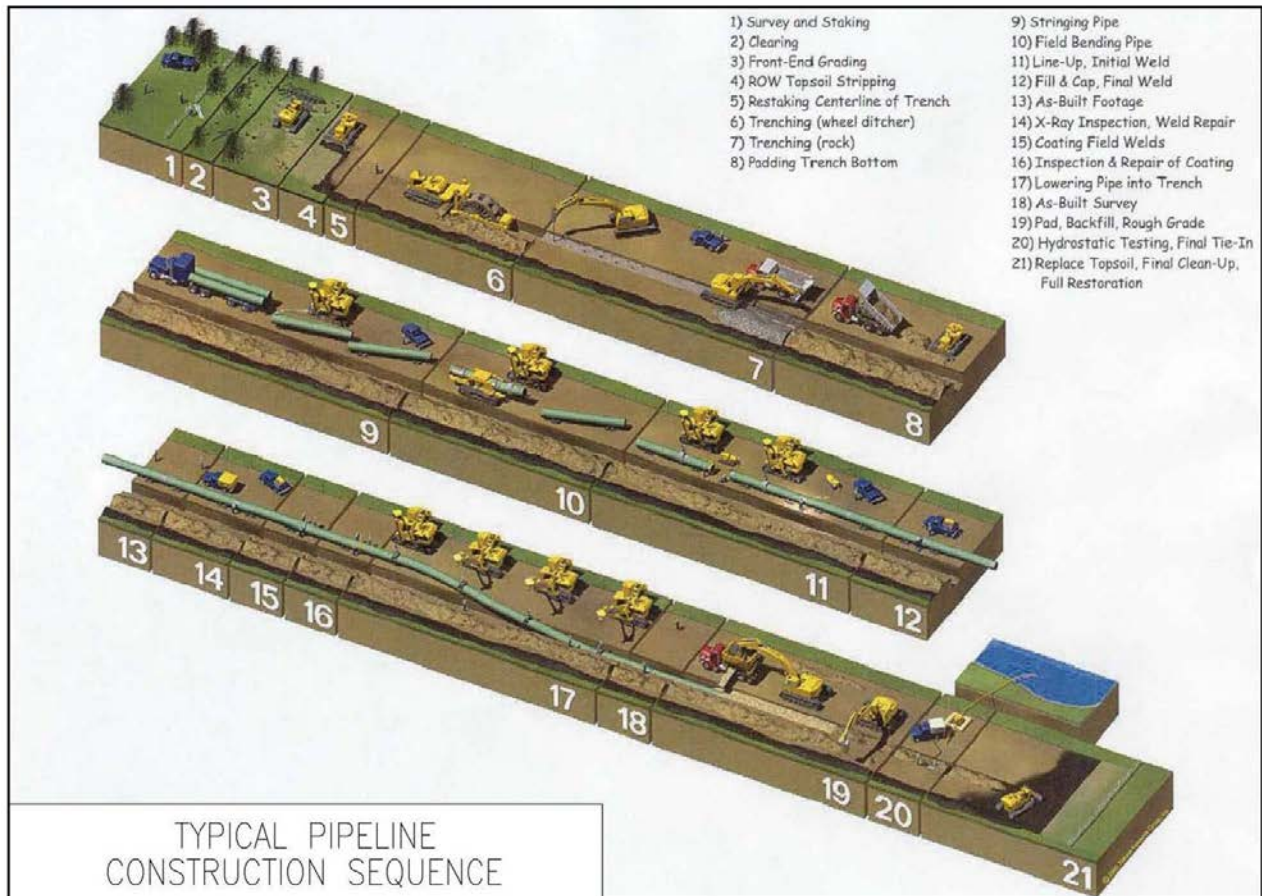 1) Survey and Staking
2) Clearing
3) Front-End Grading
4) ROW Topsoil Stripping
5) Restaking Centerline of Trench
6) Trenching (wheel ditcher)
7) Trenching (rock)
8) Padding Trench Bottom
9) Stringing Pipe
10) Field Bending Pipe
11) Line-Up, Initial Weld
12) Fill & Cap, Final Weld
13) As-Built Footage
14) X-Ray Inspection, Weld Repair
15) Coating Field Welds
16) Inspection & Repair of Coating
17) Lowering Pipe into Trench
18) As-Built Survey
19) Pad, Backfill, Rough Grade
20) Hydrostatic Testing, Final Tie-In
21) Replace Topsoil, Final Clean-Up,
Full Restoration
1
2
3
4
5
6
7
8
9
10
11
12
13
14
15
16
17
18
19
20
21
TYPICAL PIPELINE
CONSTRUCTION SEQUENCE